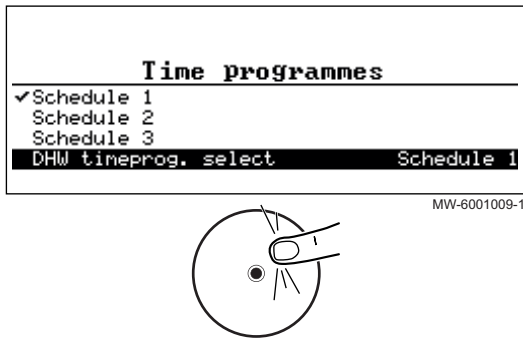 Time programmes
✓Schedule 1
Schedule 2
Schedule 3
DHW timeprog. select Schedule 1
MW-6001009-1